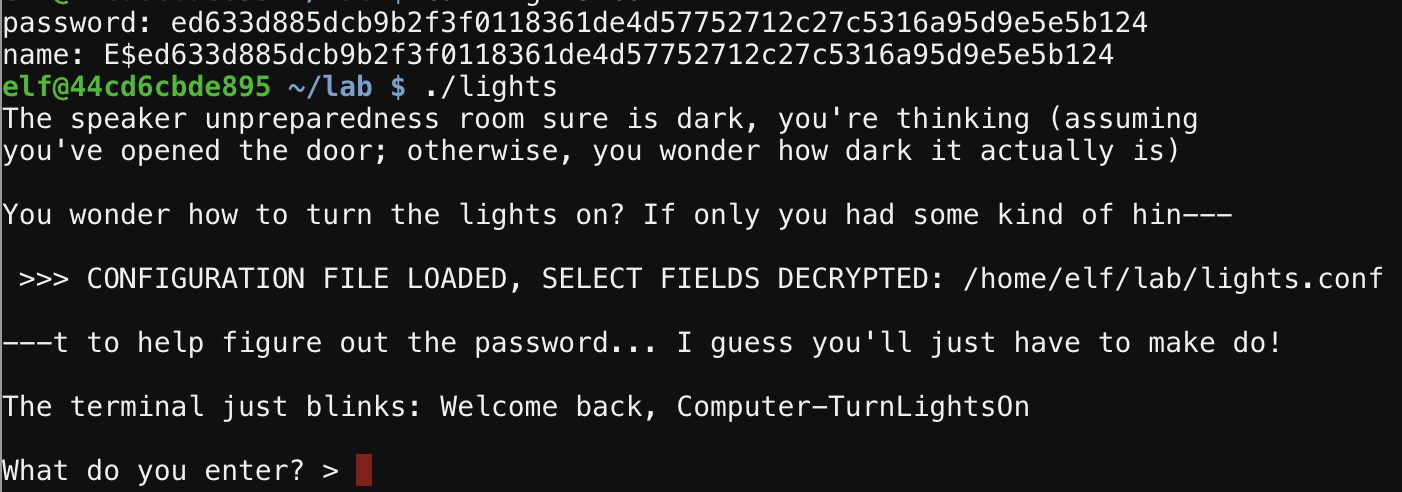 password: ed633d885dcb9b2f3f0118361de4d57752712c27c5316a95d9e5e5b124
name: E$ed633d885dcb9b2f3f0118361de4d57752712c27c5316a95d9e5e5b124
elf@44cd6cbde895 ~/lab $ ./lights
The speaker unpreparedness room sure is dark, you're thinking (assuming
you've opened the door; otherwise, you wonder how dark it actually is)
You wonder how to turn the lights on? If only you had some kind of hin---
>>> CONFIGURATION FILE LOADED, SELECT FIELDS DECRYPTED: /home/elf/lab/lights.conf
---t to help figure out the password... I guess you'll just have to make do!
The terminal just blinks: Welcome back, Computer-TurnLightsOn
What do you enter? >